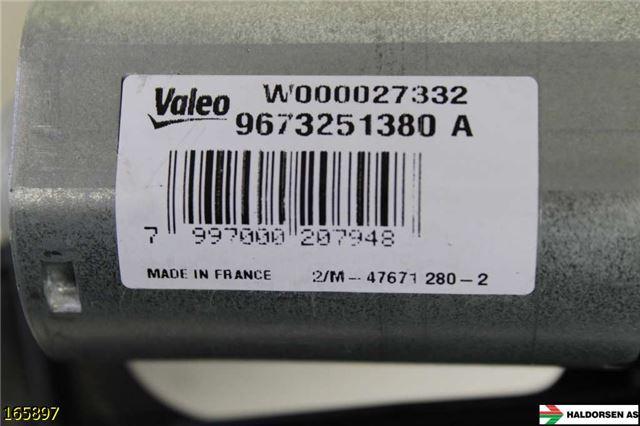 Valeo W000027332
9673251380 A
7 997000 207948
MADE IN FRANCE 2/M-47671 280-2
165897
HALDORSEN AS